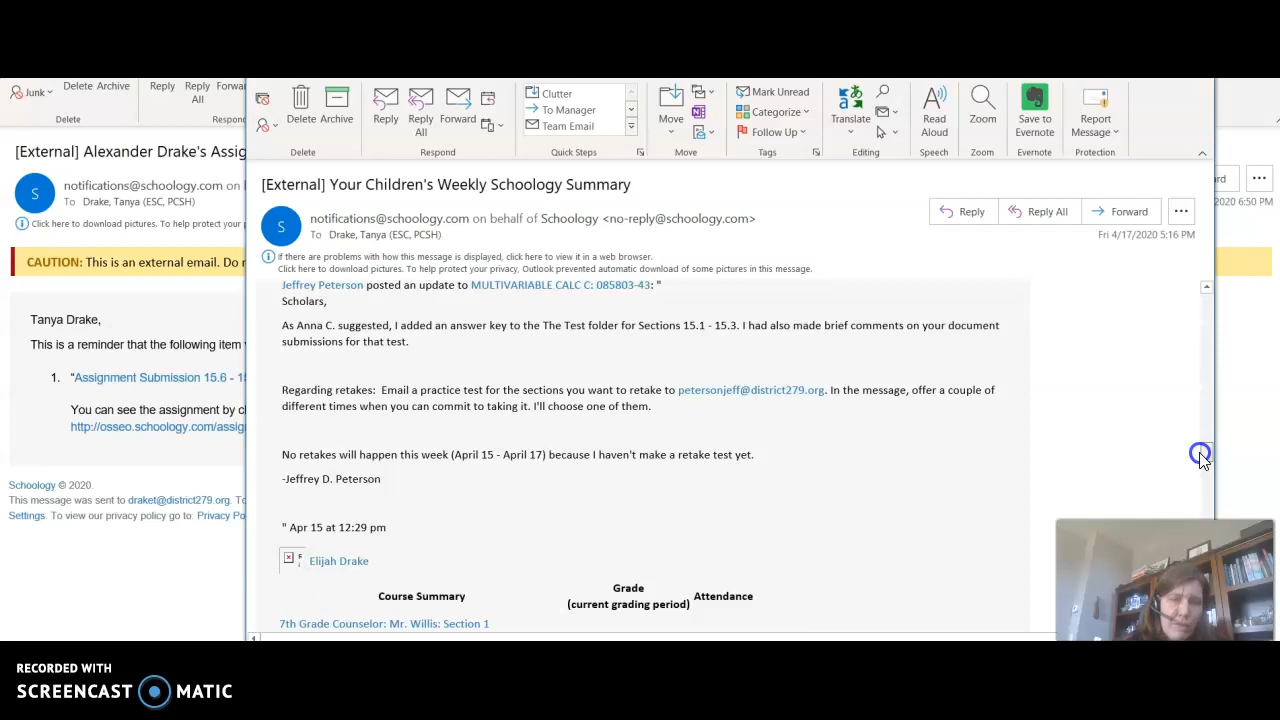 Junk
Delete Archive
Reply Reply Forwa
All
Delete
Respond
Delete Archive
Reply Reply Forward
All
Clutter
To Manager
Team Email
Move
Mark Unread
Categorize
Follow Up
Translate
Read
Aloud
Zoom
Save to
Evernote
Report
Message
Delete
Respond
Quick Steps
Move
Tags
Editing
Speech
Zoom
Evernote
Protection
[External] Alexander Drake's Assig
S
notifications@schoology.com on b
To Drake, Tanya (ESC, PCSH)
Click here to download pictures. To help protect your p
CAUTION: This is an external email. Do n
Tanya Drake,
This is a reminder that the following item w
1. "Assignment Submission 15.6 - 15
You can see the assignment by cl
http://osseo.schoology.com/assig
Schoology © 2020.
This message was sent to draket@district279.org. To
Settings. To view our privacy policy go to: Privacy Po
[External] Your Children's Weekly Schoology Summary
S
notifications@schoology.com on behalf of Schoology <no-reply@schoology.com>
To Drake, Tanya (ESC, PCSH)
Reply Reply All Forward
Fri 4/17/2020 5:16 PM
rd
2020 6:50 PM
If there are problems with how this message is displayed, click here to view it in a web browser.
Click here to download pictures. To help protect your privacy, Outlook prevented automatic download of some pictures in this message.
Jeffrey Peterson posted an update to MULTIVARIABLE CALC C: 085803-43: "
Scholars,
As Anna C. suggested, I added an answer key to the The Test folder for Sections 15.1 - 15.3. I had also made brief comments on your document
submissions for that test.
Regarding retakes: Email a practice test for the sections you want to retake to petersonjeff@district279.org. In the message, offer a couple of
different times when you can commit to taking it. I'll choose one of them.
No retakes will happen this week (April 15 - April 17) because I haven't make a retake test yet.
-Jeffrey D. Peterson
" Apr 15 at 12:29 pm
Elijah Drake
Course Summary Grade Attendance
(current grading period)
7th Grade Counselor: Mr. Willis: Section 1
RECORDED WITH
SCREENCAST MATIC